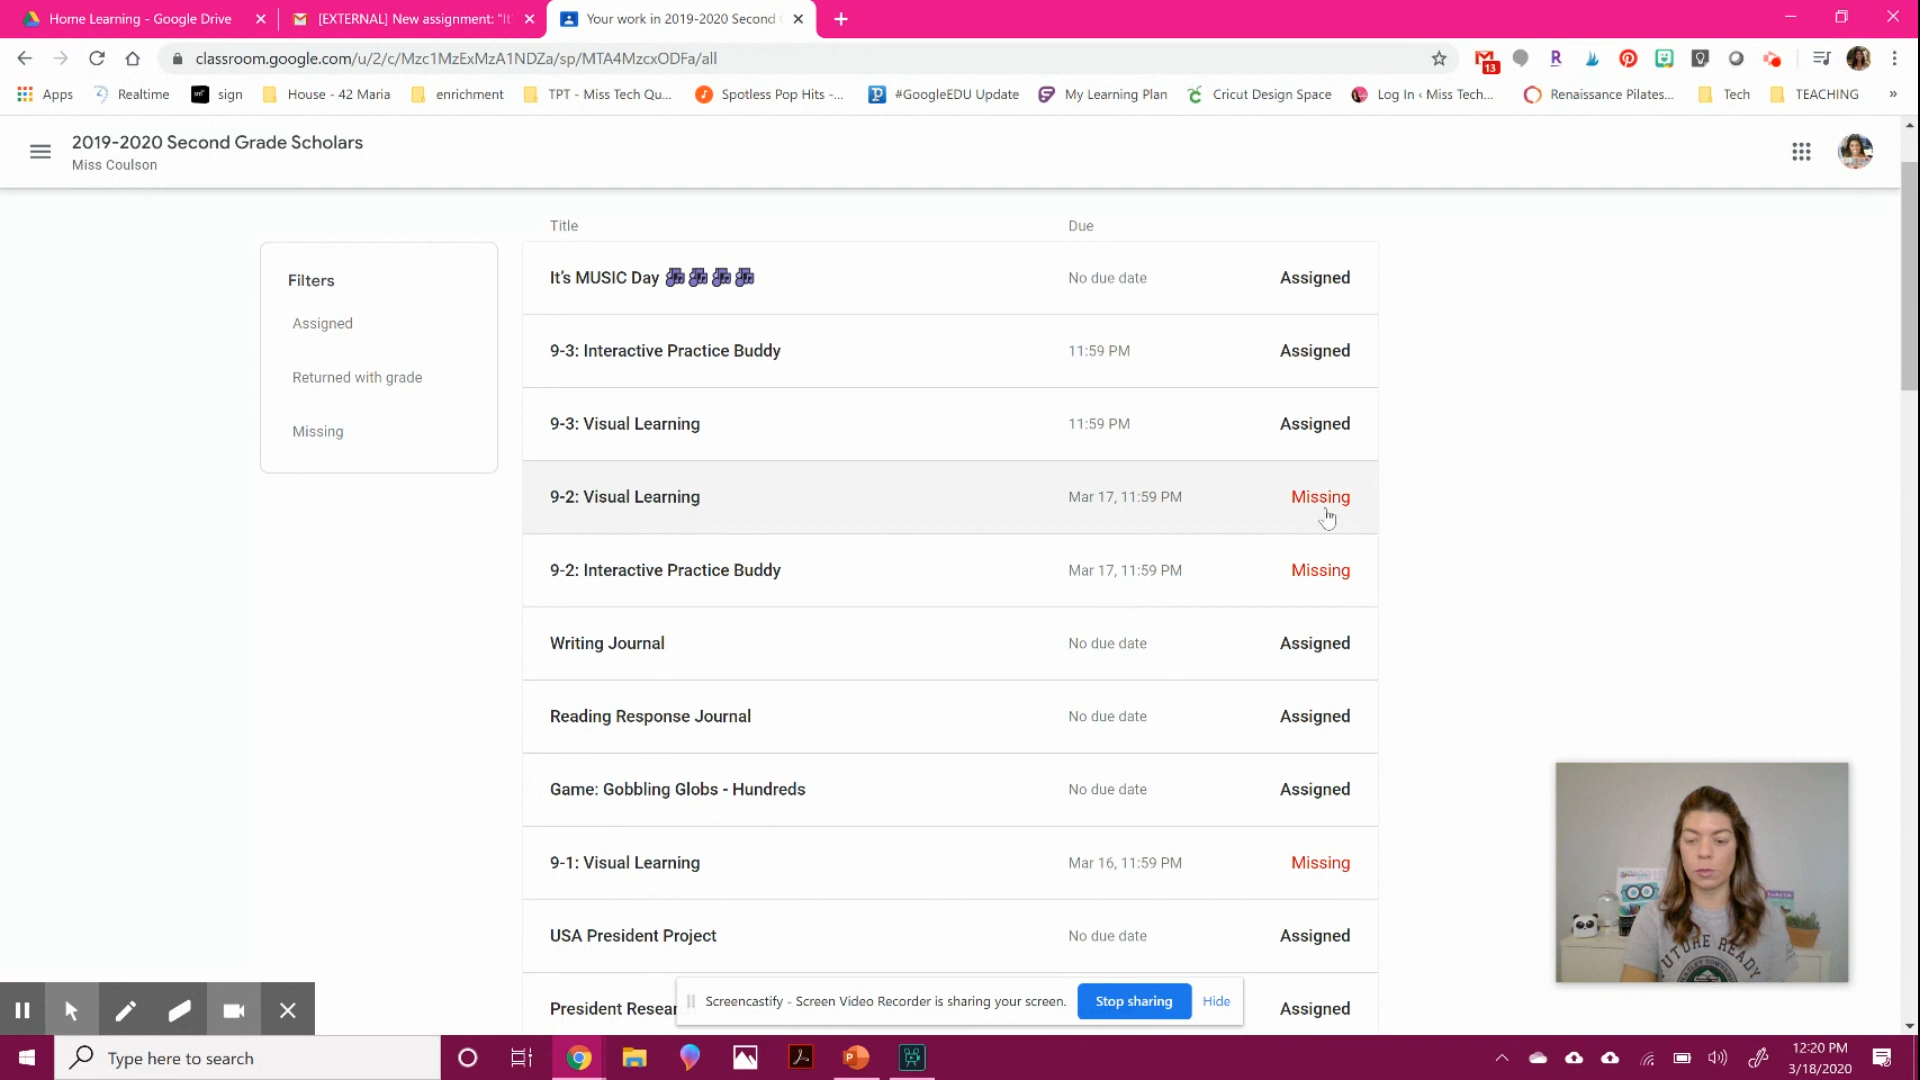 Home Learning - Google Drive
[EXTERNAL] New assignment: "It'
Your work in 2019-2020 Second
classroom.google.com/u/2/c/Mzc1MzExMzA1NDZa/sp/MTA4MzcxODFa/all
13
Apps
Realtime
sign
House - 42 Maria
enrichment
TPT - Miss Tech Qu...
Spotless Pop Hits -...
#GoogleEDU Update
My Learning Plan
Cricut Design Space
Log In ‹ Miss Tech...
Renaissance Pilates...
Tech
TEACHING
»
2019-2020 Second Grade Scholars
Miss Coulson
Filters
Assigned
Returned with grade
Missing
Title Due
It's MUSIC Day No due date Assigned
9-3: Interactive Practice Buddy 11:59 PM Assigned
9-3: Visual Learning 11:59 PM Assigned
9-2: Visual Learning Mar 17, 11:59 PM Missing
9-2: Interactive Practice Buddy Mar 17, 11:59 PM Missing
Writing Journal No due date Assigned
Reading Response Journal No due date Assigned
Game: Gobbling Globs - Hundreds No due date Assigned
9-1: Visual Learning Mar 16, 11:59 PM Missing
USA President Project No due date Assigned
President Resear Assigned
Screencastify - Screen Video Recorder is sharing your screen.
Stop sharing
Hide
FUTURE READY
Type here to search
12:20 PM
3/18/2020